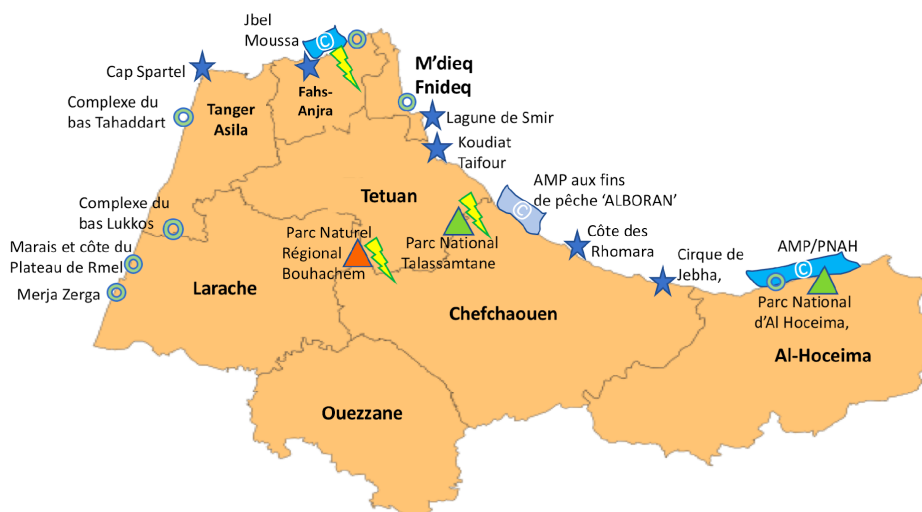 Jbel
Moussa
©
Cap Spartel
M'dieq
Fnideq
Fahs-
Anjra
Complexe du
bas Tahaddart
Tanger
Asila
Lagune de Smir
Koudiat
Taifour
AMP aux fins
de pêche 'ALBORAN'
©
Tetuan
Complexe du
bas Lukkos
Parc Naturel
Régional
Bouhachem
Parc National
Talassamtane
Côte des
Rhomara
Marais et côte du
Plateau de Rmel
Merja Zerga
Cirque de
Jebha,
AMP/PNAH
©
Parc National
d'Al Hoceima,
Larache
Chefchaouen
Al-Hoceima
Ouezzane